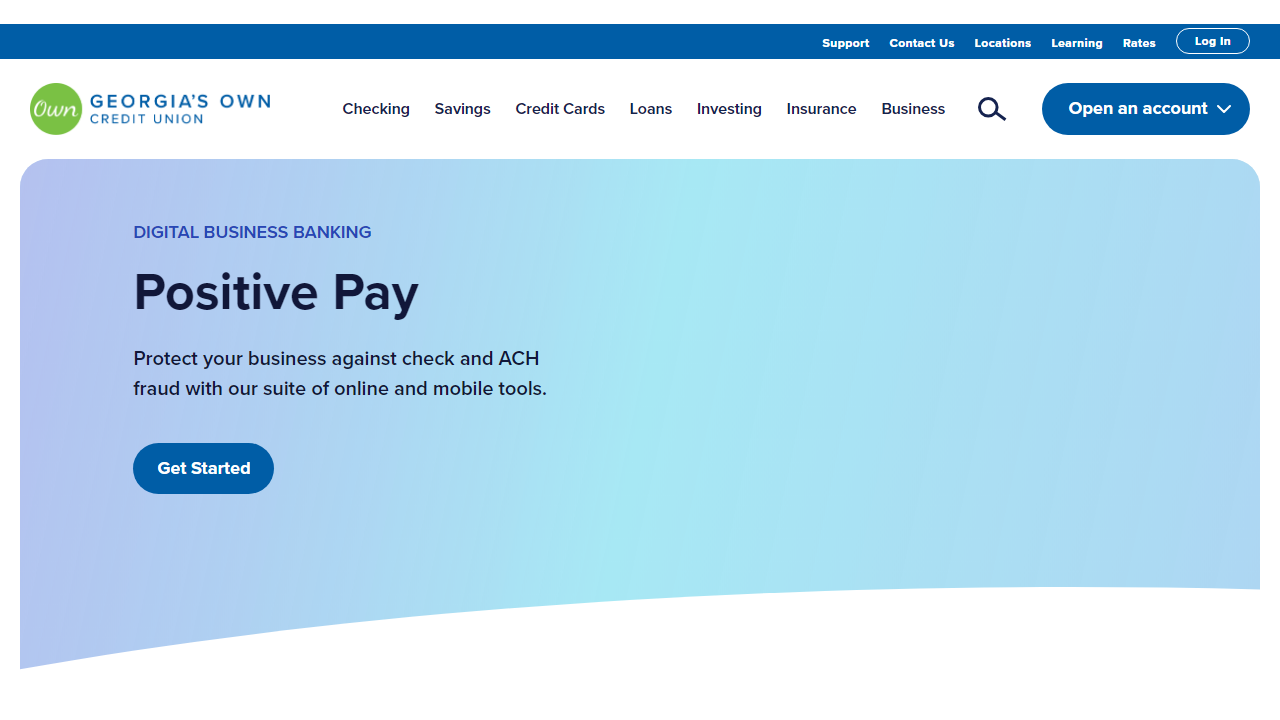 Support Contact Us Locations Learning Rates Log In
Own GEORGIA'S OWN
CREDIT UNION
Checking Savings Credit Cards Loans Investing Insurance Business Open an account
DIGITAL BUSINESS BANKING
Positive Pay
Protect your business against check and ACH
fraud with our suite of online and mobile tools.
Get Started